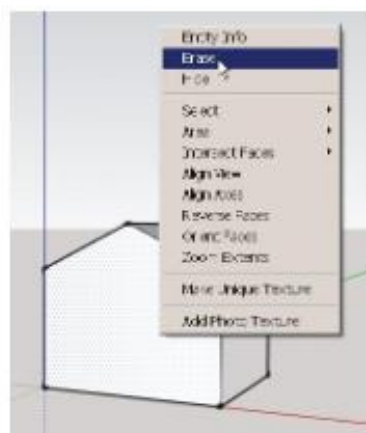 Entity Info
Erase
Hide
Select
Area
Intersect Faces
Align View
Align Axes
Reverse Faces
Orient Faces
Zoom Extents
Make Unique Texture
Add Photo Texture